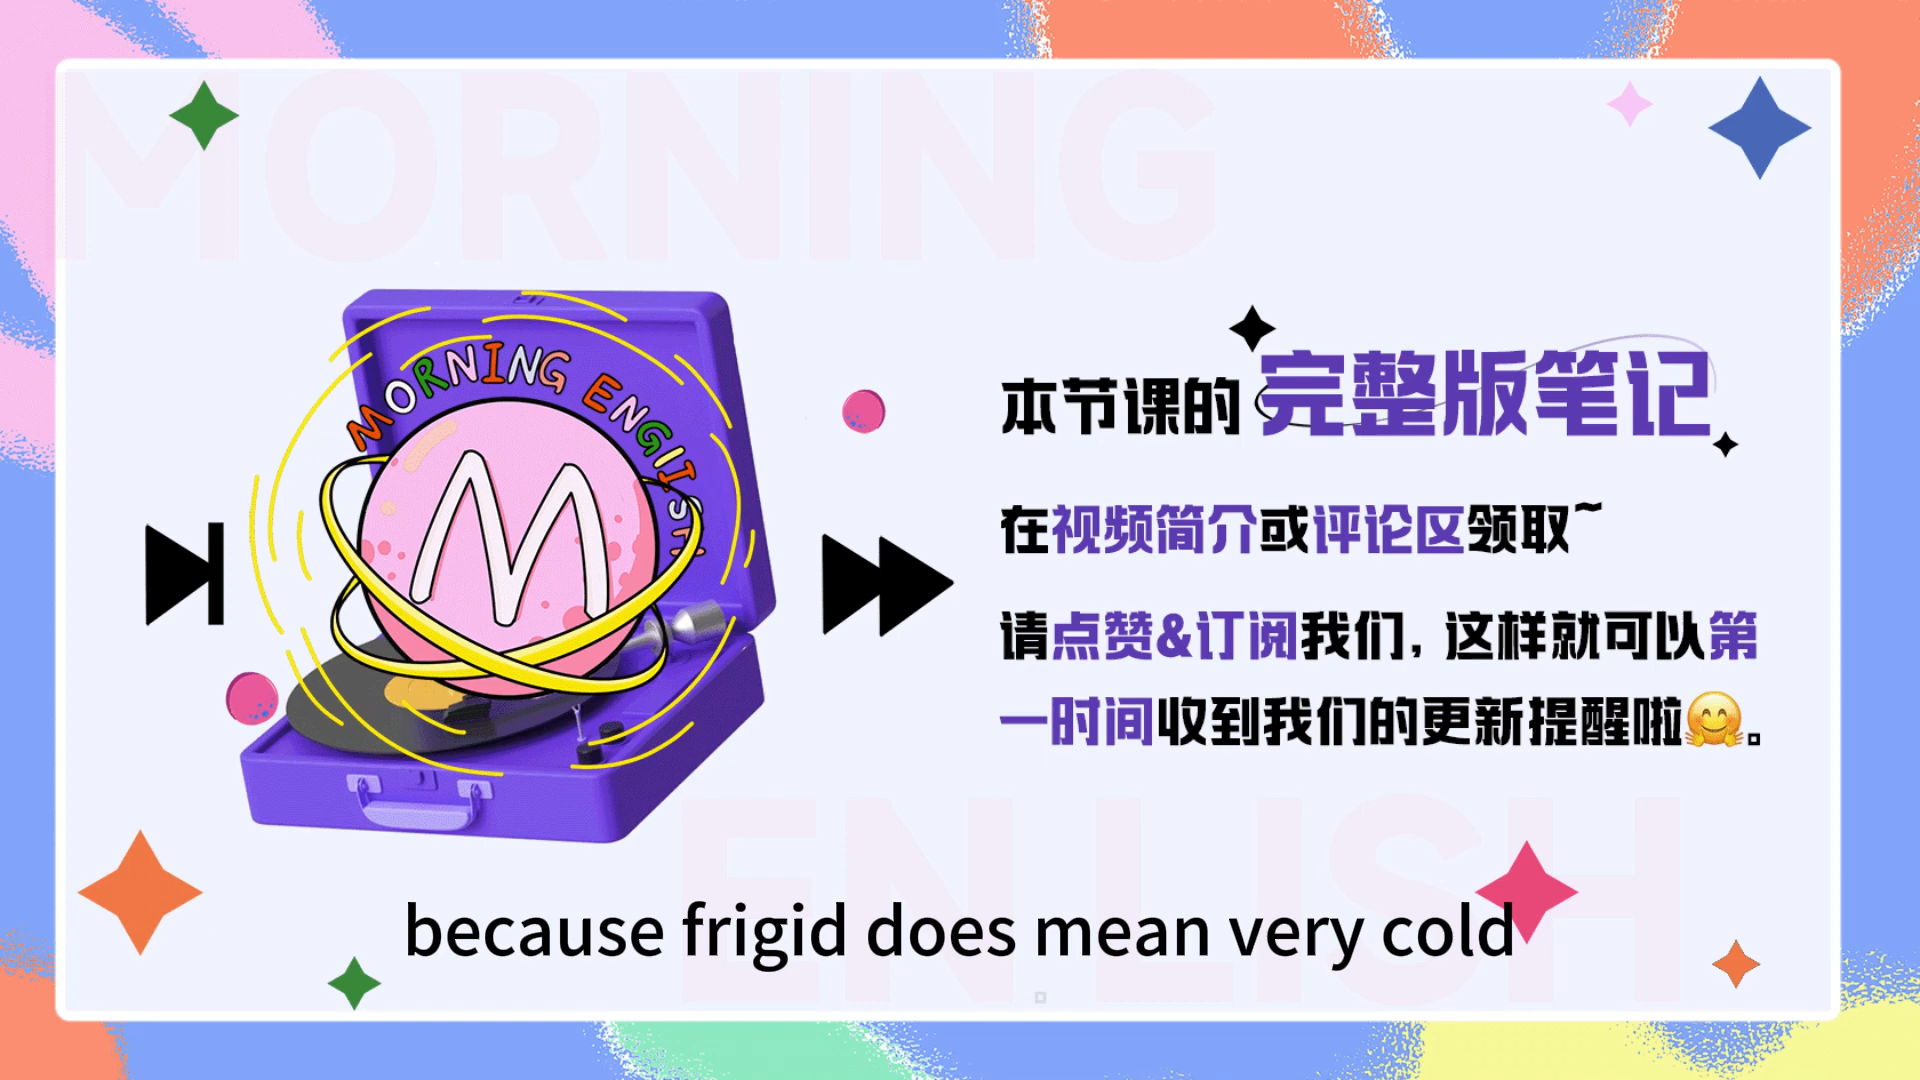 MORNING
MORNING ENGLISH
M
本节课的 完整版笔记
在视频简介或评论区领取~
请点赞&订阅我们，这样就可以第
一时间收到我们的更新提醒啦🤗。
EN LISH
because frigid does mean very cold